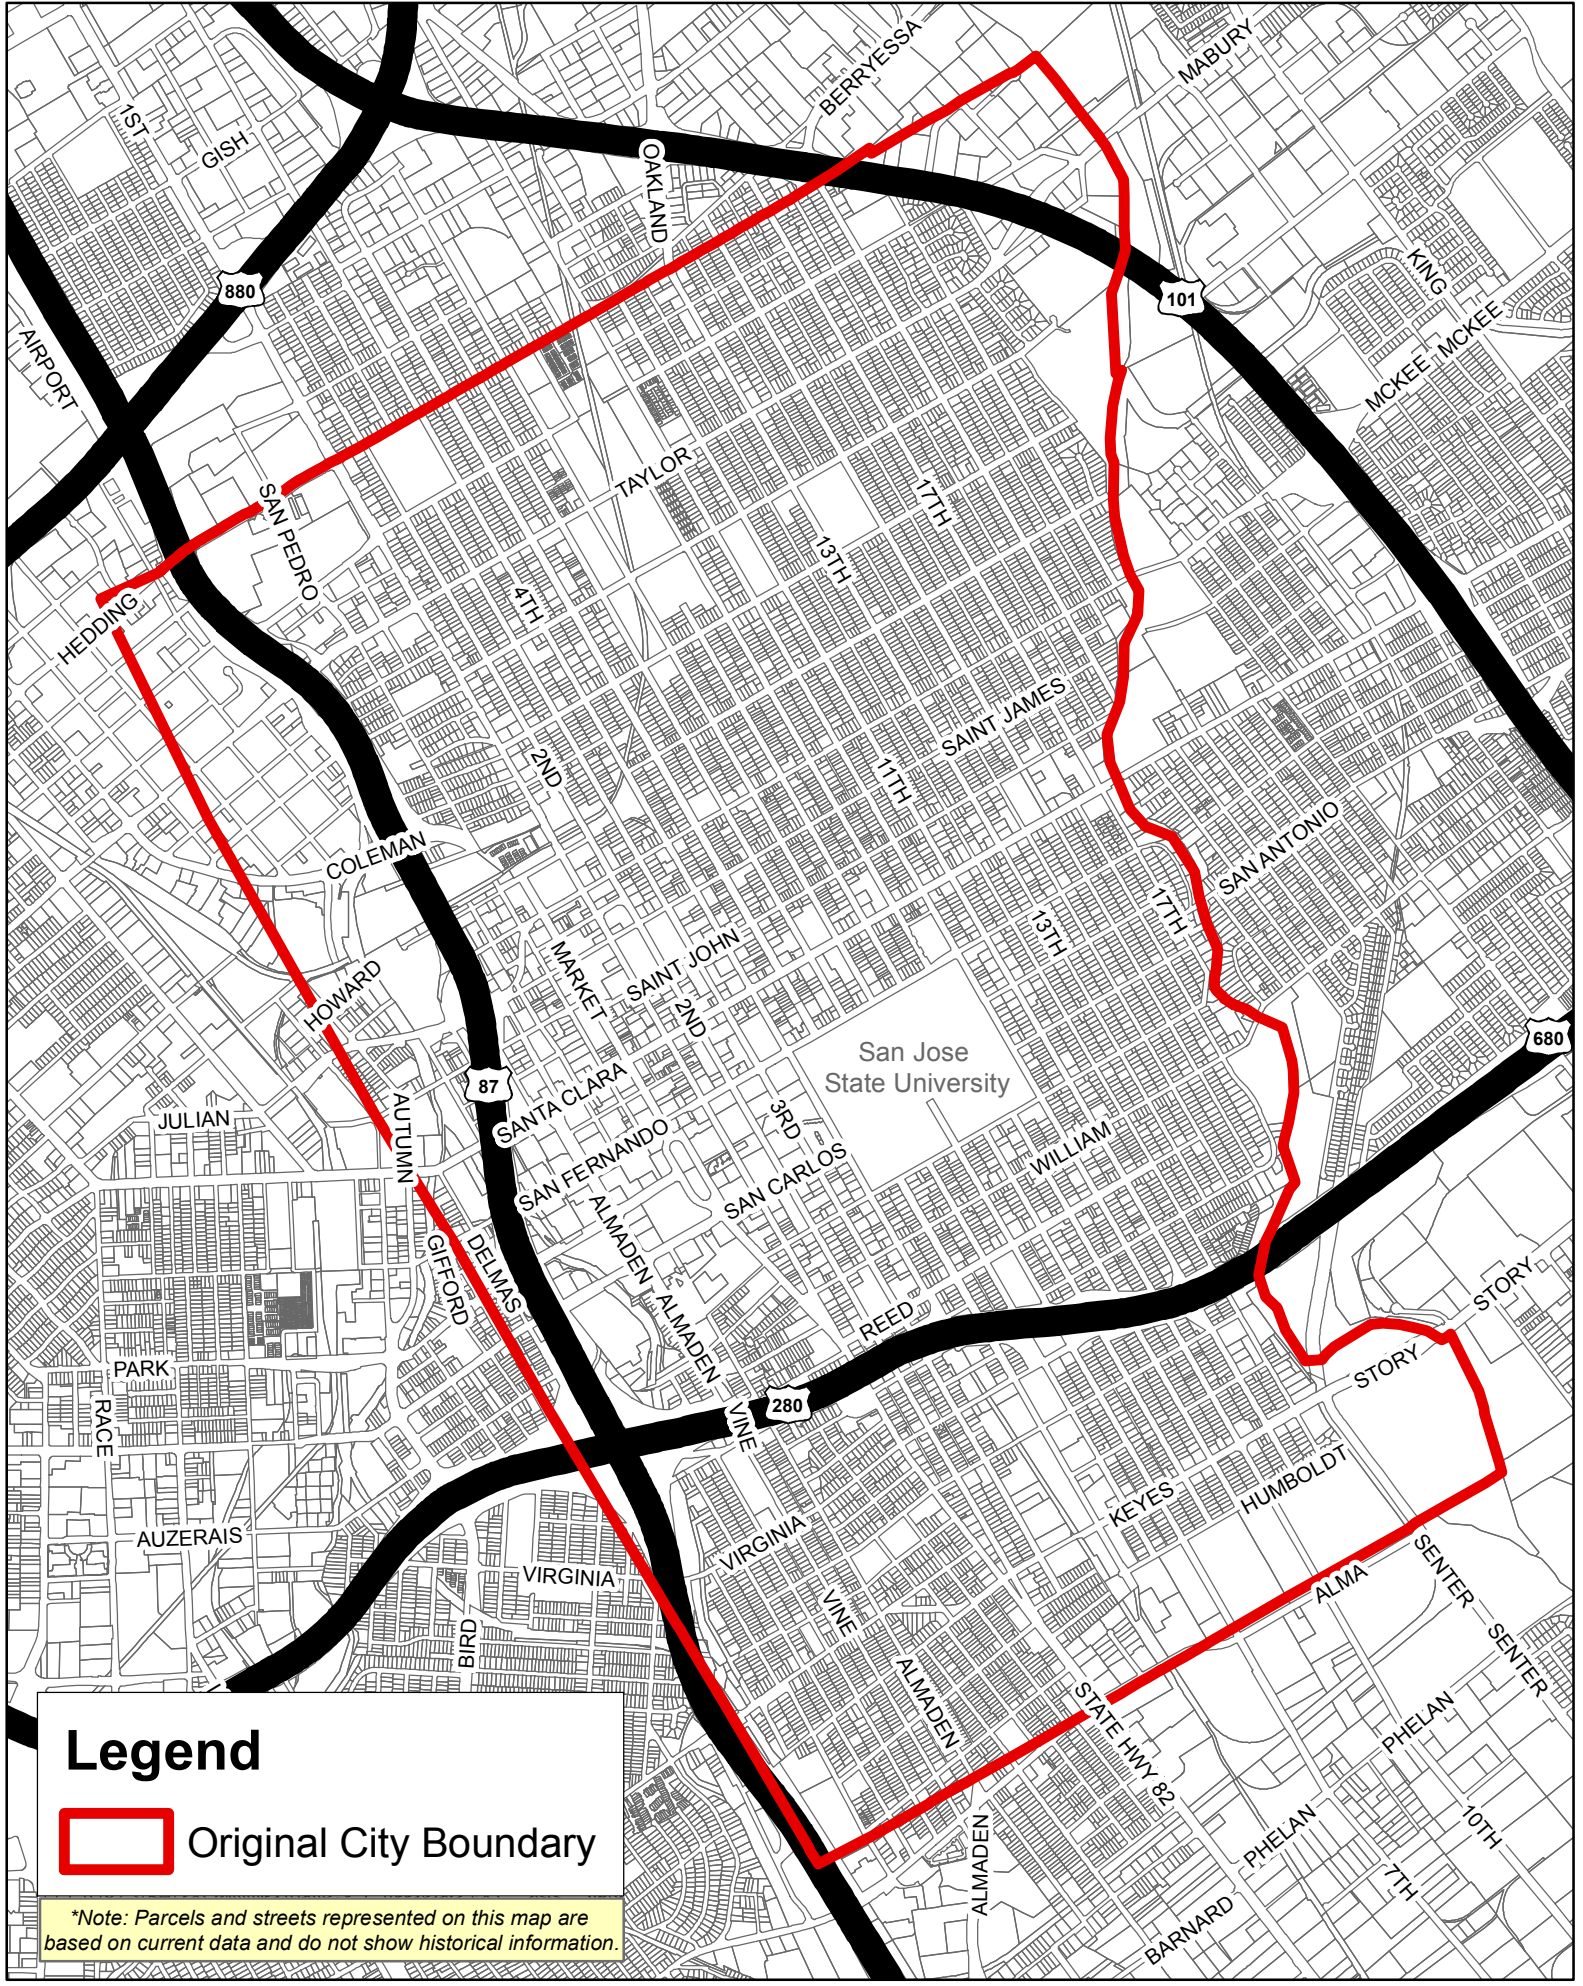 BERRYESSA
MABURY
1ST
GISH
OAKLAND
880
101
KING
AIRPORT
MCKEE
MCKEE
TAYLOR
SAN PEDRO
17TH
13TH
4TH
HEDDING
SAINT JAMES
2ND
11TH
COLEMAN
SAN ANTONIO
17TH
13TH
MARKET
SAINT JOHN
HOWARD
2ND
San Jose
State University
680
87
SANTA CLARA
AUTUMN
JULIAN
3RD
SAN FERNANDO
WILLIAM
SAN CARLOS
ALMADEN
DELMAS
GIFFORD
ALMADEN
REED
STORY
STORY
PARK
RACE
280
VINE
KEYES
HUMBOLDT
AUZERAIS
VIRGINIA
VIRGINIA
SENTER
ALMA
VINE
BIRD
SENTER
ALMADEN
STATE HWY 82
PHELAN
ALMADEN
PHELAN
10TH
7TH
BARNARD
Legend
Original City Boundary
*Note: Parcels and streets represented on this map are
based on current data and do not show historical information.